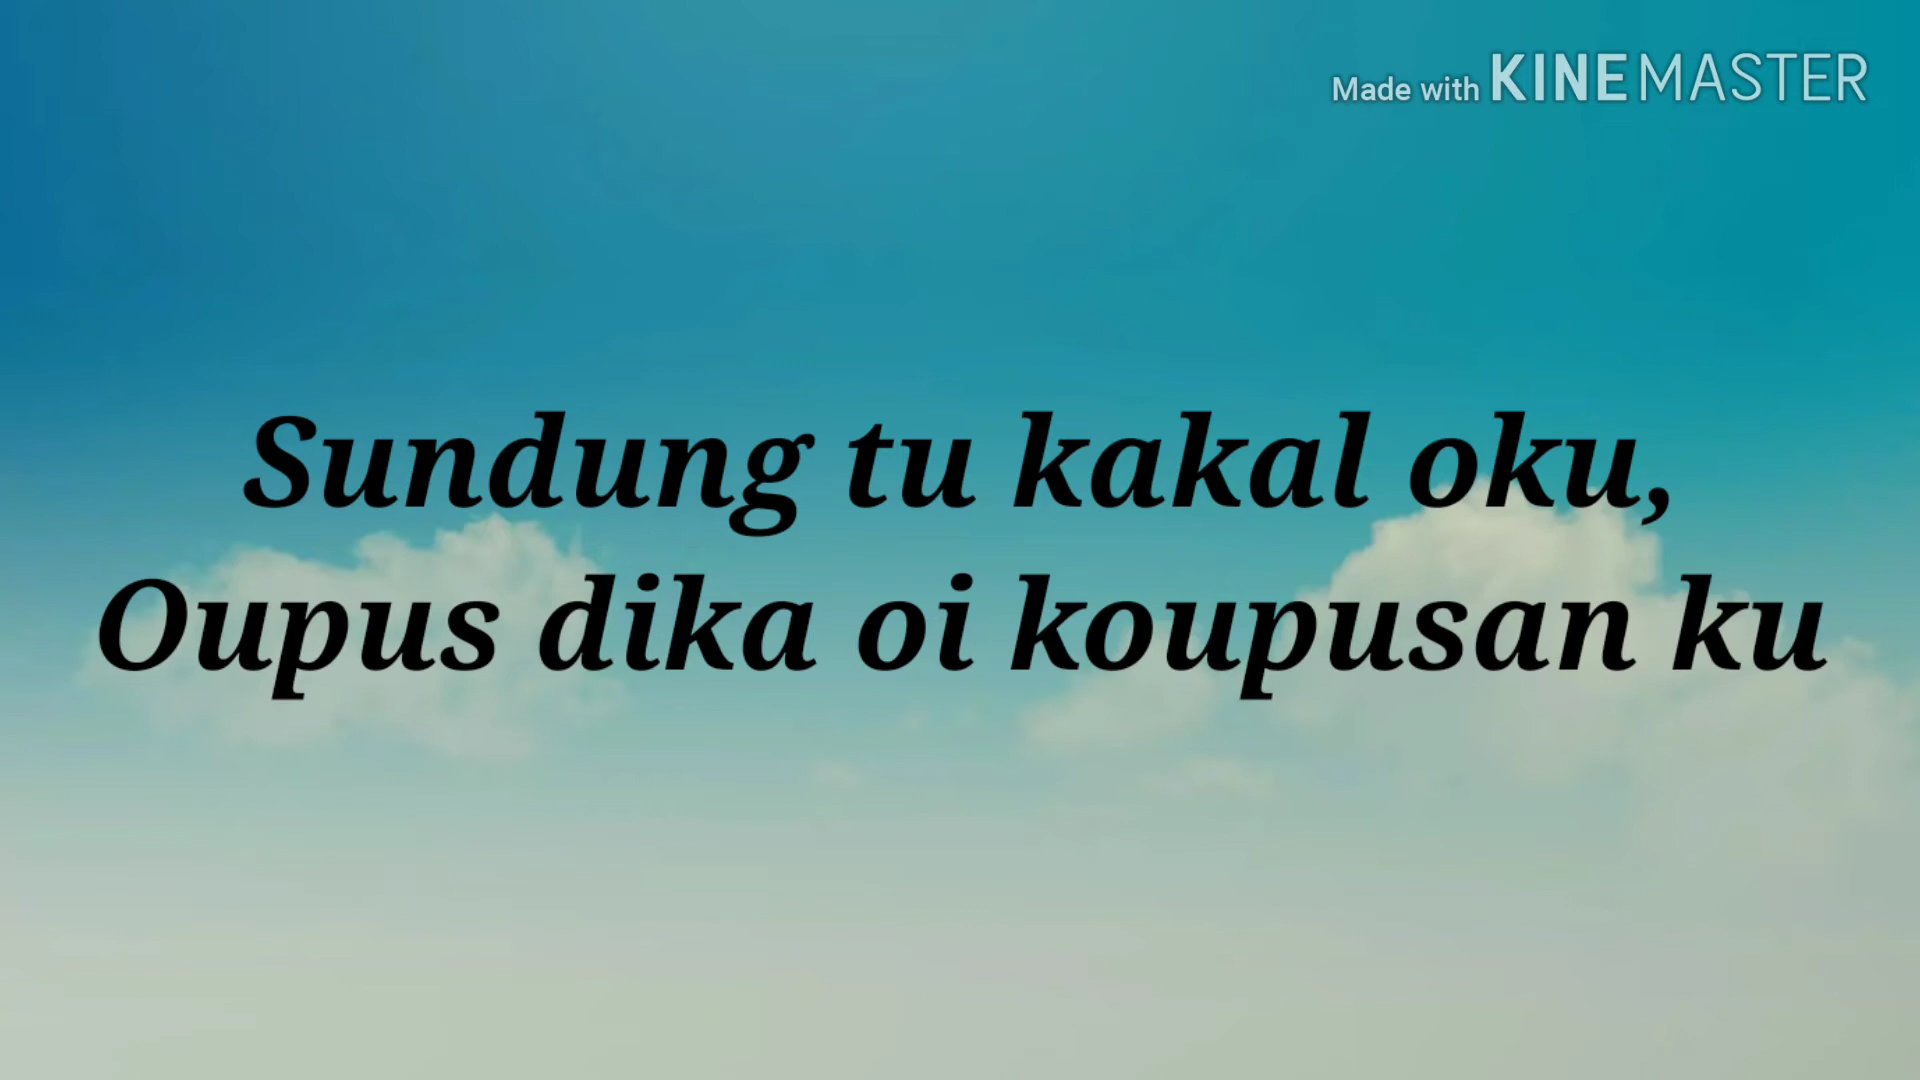 Made with KINEMASTER
Sundung tu kakal oku,
Oupus dika oi koupusan ku